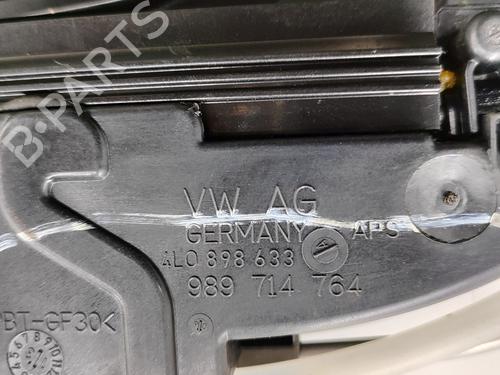 B-PARTS
VW AG
GERMANY APS
4L0 898 633
989 714 764
PBT-GF30<